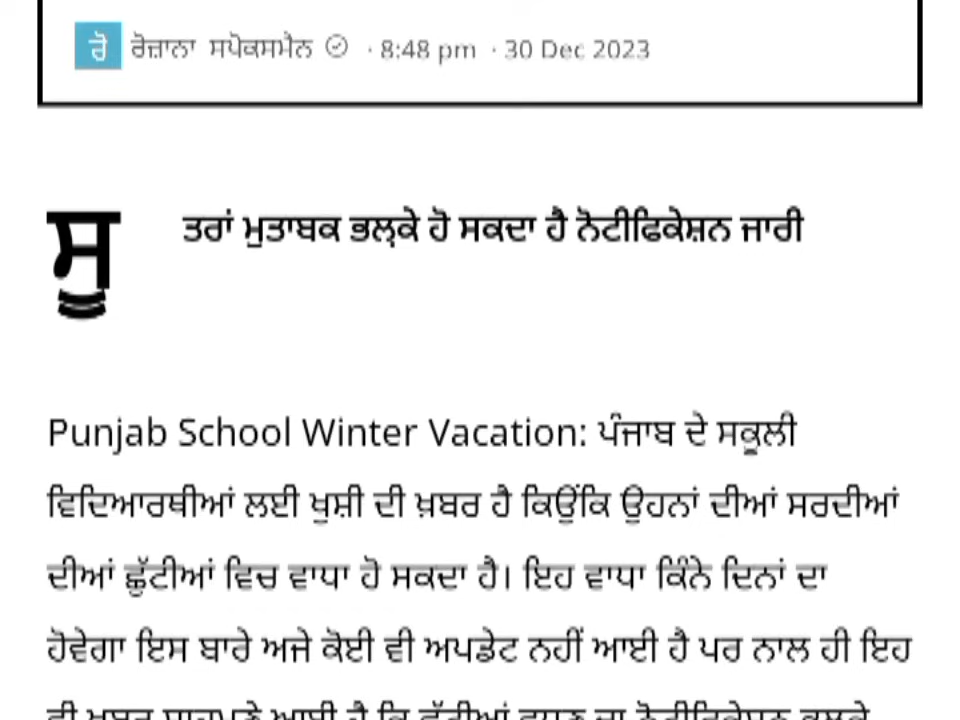 ਰੋ ਰੋਜ਼ਾਨਾ ਸਪੋਕਸਮੈਨ · 8:48 pm · 30 Dec 2023
ਸੂ ਤਰਾਂ ਮੁਤਾਬਕ ਭਲ੍ਕੇ ਹੋ ਸਕਦਾ ਹੈ ਨੋਟੀਫਿਕੇਸ਼ਨ ਜਾਰੀ
Punjab School Winter Vacation: ਪੰਜਾਬ ਦੇ ਸਕੂਲੀ
ਵਿਦਿਆਰਥੀਆਂ ਲਈ ਖੁਸ਼ੀ ਦੀ ਖ਼ਬਰ ਹੈ ਕਿਉਂਕਿ ਉਹਨਾਂ ਦੀਆਂ ਸਰਦੀਆਂ
ਦੀਆਂ ਛੁੱਟੀਆਂ ਵਿਚ ਵਾਧਾ ਹੋ ਸਕਦਾ ਹੈ। ਇਹ ਵਾਧਾ ਕਿੰਨੇ ਦਿਨਾਂ ਦਾ
ਹੋਵੇਗਾ ਇਸ ਬਾਰੇ ਅਜੇ ਕੋਈ ਵੀ ਅਪਡੇਟ ਨਹੀਂ ਆਈ ਹੈ ਪਰ ਨਾਲ ਹੀ ਇਹ